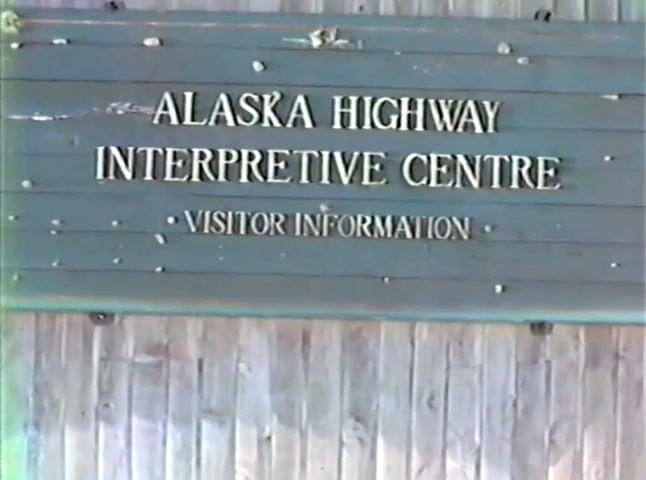 ALASKA HIGHWAY
INTERPRETIVE CENTRE
• VISITOR INFORMATION •